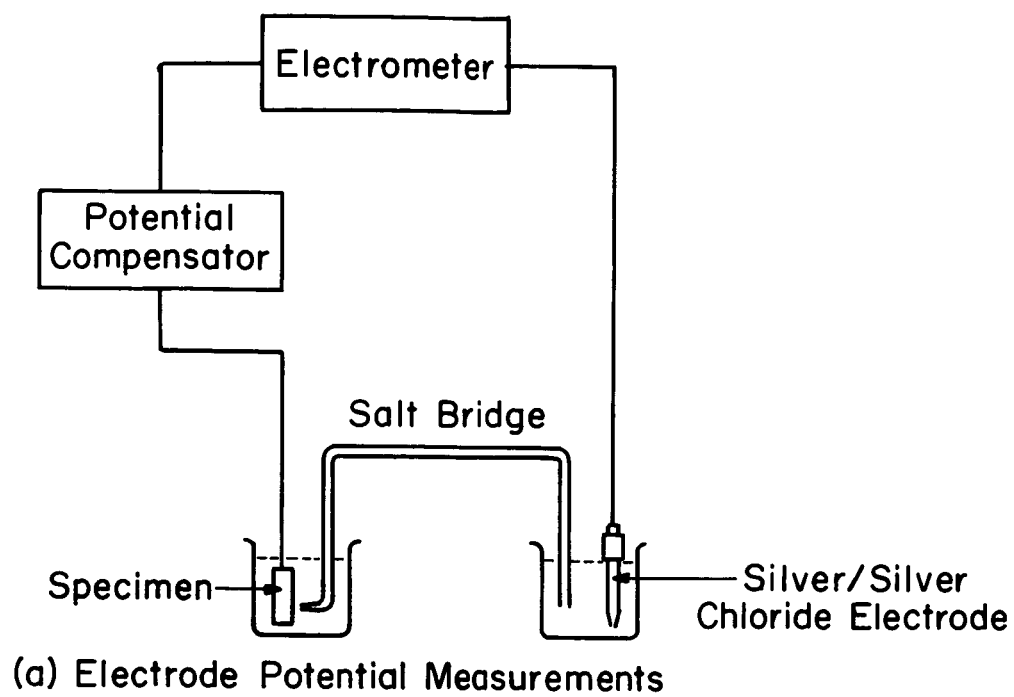 Electrometer
Potential
Compensator
Salt Bridge
Specimen
Silver/Silver
Chloride Electrode
(a) Electrode Potential Measurements